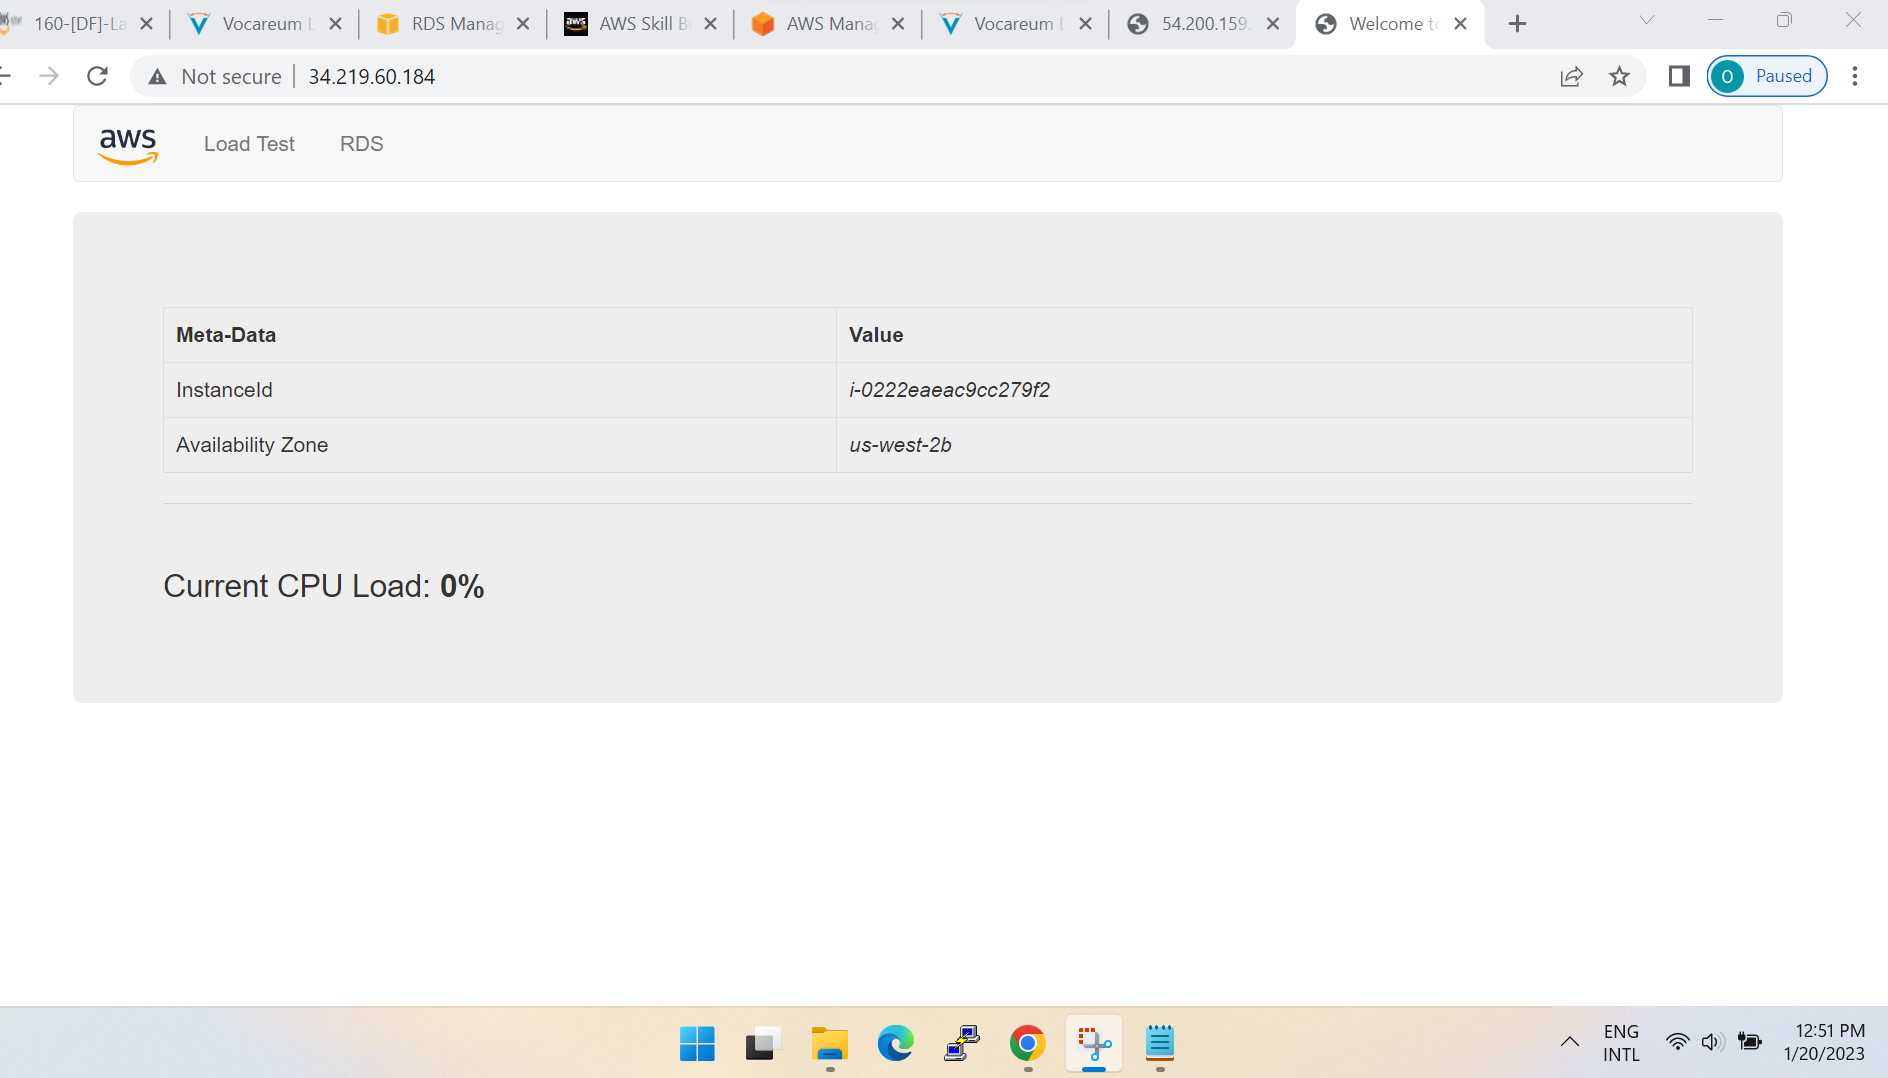 160-[DF]-La
Vocareum L
RDS Manag
aws
AWS Skill B
AWS Manag
Vocareum L
54.200.159.
Welcome to
Not secure
34.219.60.184
O
Paused
aws
Load Test
RDS
Meta-Data
Value
InstanceId
i-0222eaeac9cc279f2
Availability Zone
us-west-2b
Current CPU Load: 0%
ENG
INTL
12:51 PM
1/20/2023